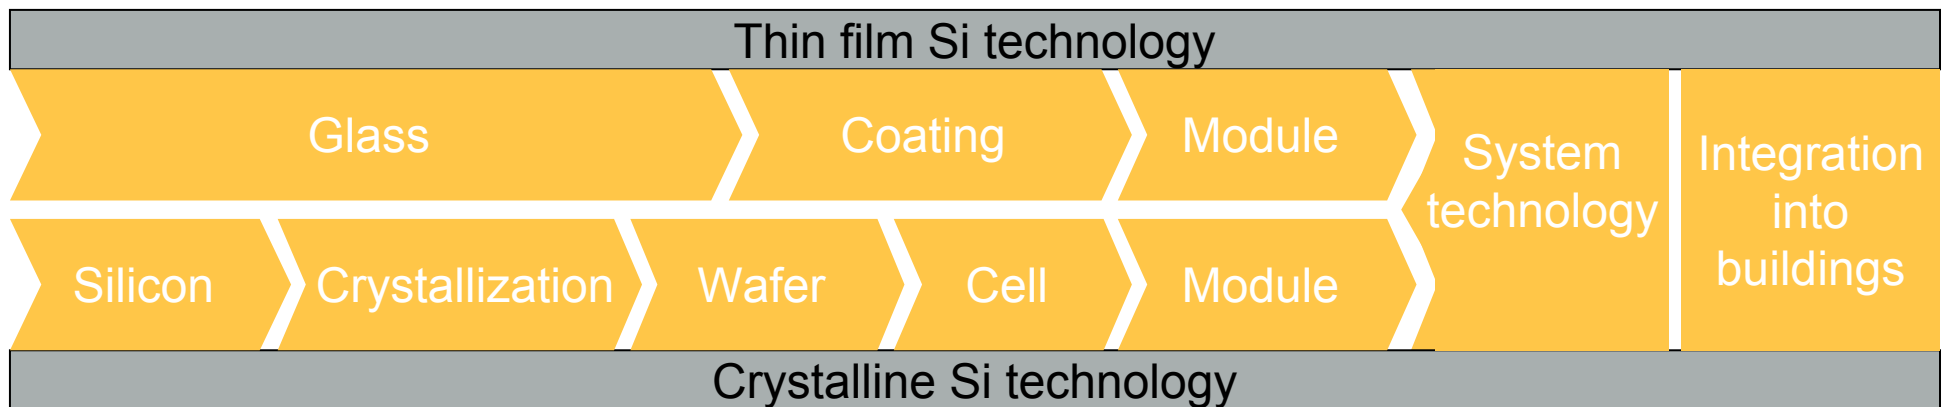 Thin film Si technology
Glass
Coating
Module
System
technology
Integration
into
buildings
Silicon
Crystallization
Wafer
Cell
Module
Crystalline Si technology